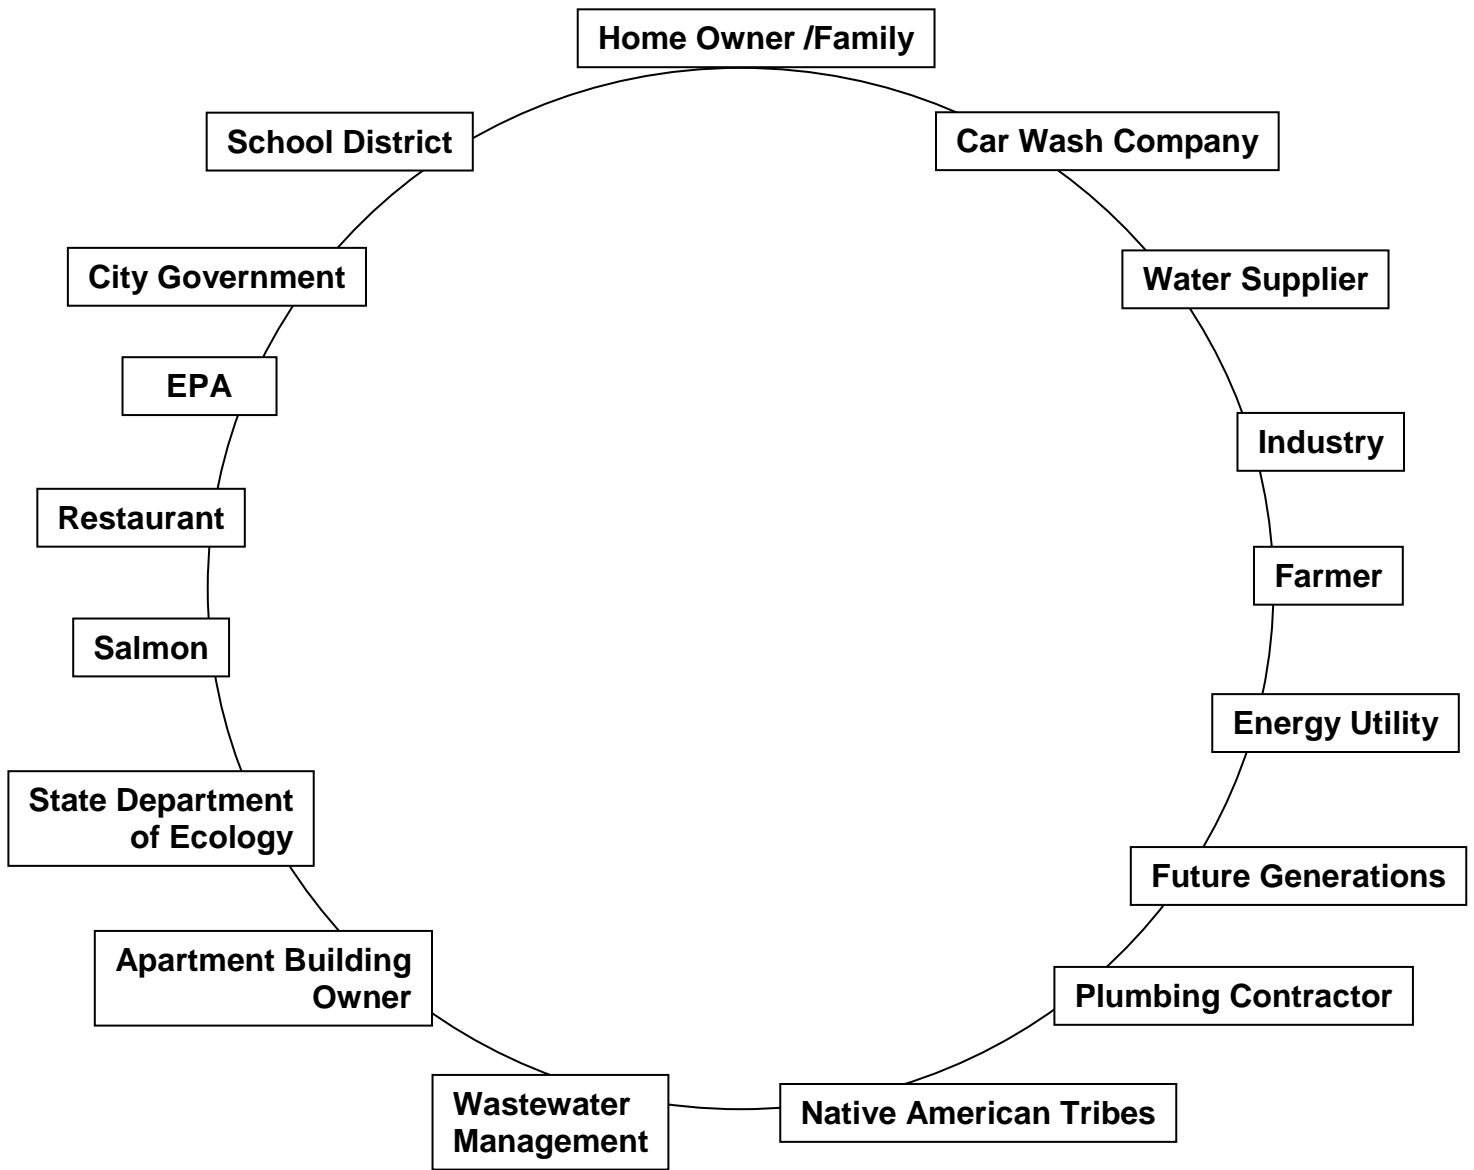 Home Owner /Family
School District
Car Wash Company
City Government
Water Supplier
EPA
Industry
Restaurant
Farmer
Salmon
Energy Utility
State Department
of Ecology
Future Generations
Apartment Building
Owner
Plumbing Contractor
Wastewater
Management
Native American Tribes